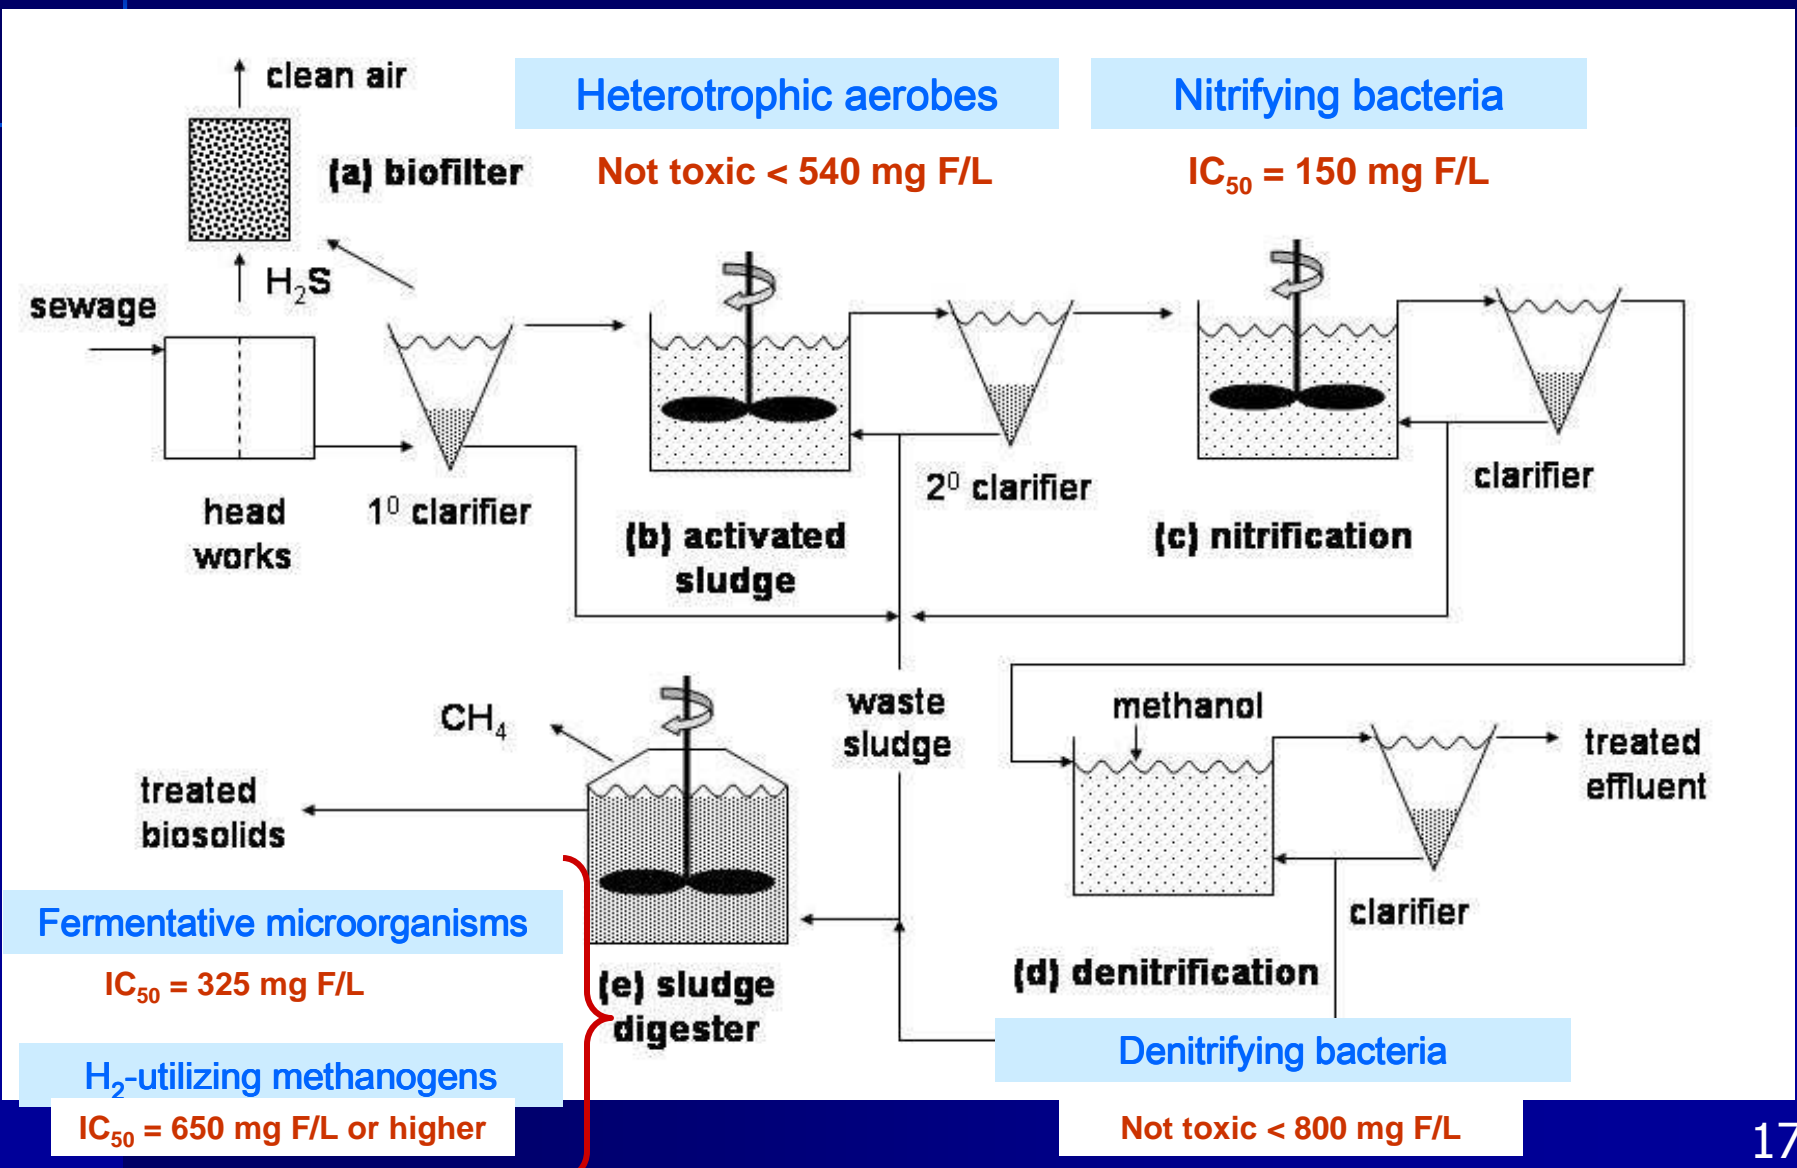 clean air
Heterotrophic aerobes
Nitrifying bacteria
(a) biofilter
Not toxic < 540 mg F/L
IC50 = 150 mg F/L
H2S
sewage
head
works
1⁰ clarifier
(b) activated
sludge
2⁰ clarifier
(c) nitrification
clarifier
waste
sludge
CH4
methanol
treated
effluent
treated
biosolids
clarifier
Fermentative microorganisms
IC50 = 325 mg F/L
(e) sludge
digester
(d) denitrification
H2-utilizing methanogens
IC50 = 650 mg F/L or higher
Denitrifying bacteria
Not toxic < 800 mg F/L
17